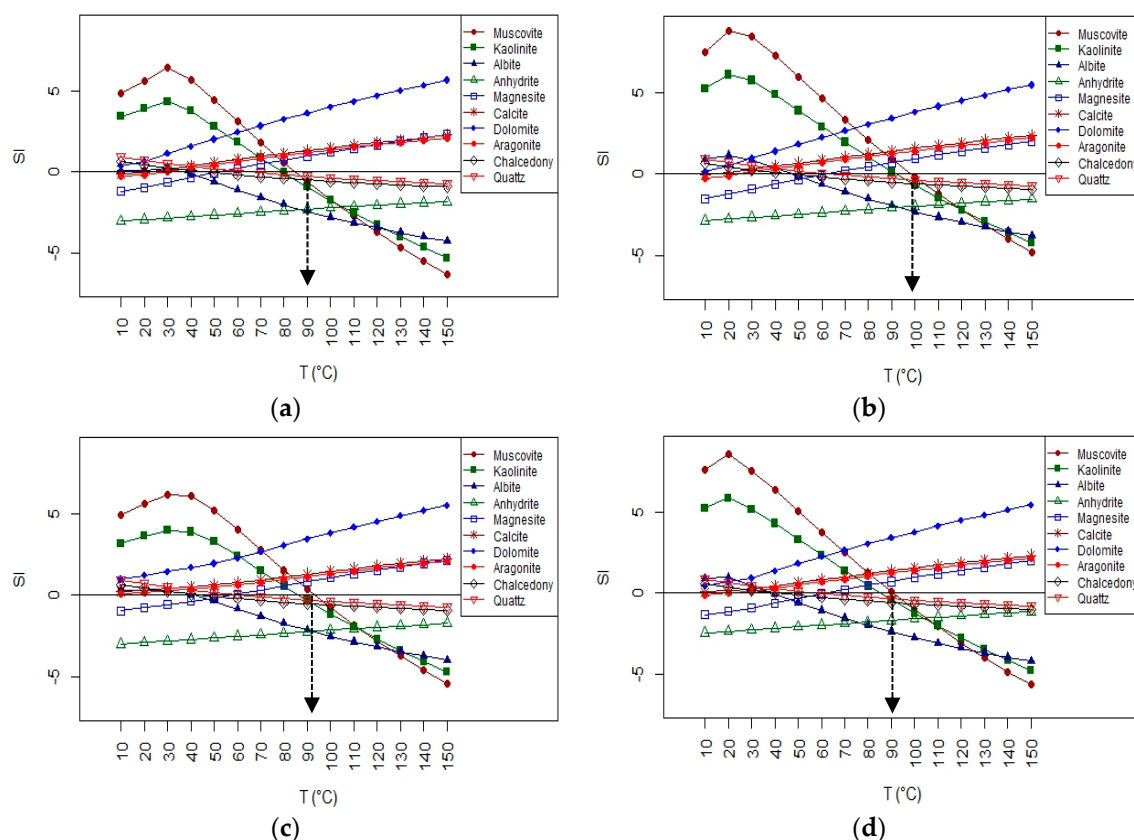 5
0
-5
SI
Muscovite
Kaolinite
Albite
Anhydrite
Magnesite
Calcite
Dolomite
Aragonite
Chalcedony
Quattz
10 20 30 40 50 60 70 80 90 100 110 120 130 140 150
T (°C)
(a)
5
0
-5
SI
Muscovite
Kaolinite
Albite
Anhydrite
Magnesite
Calcite
Dolomite
Aragonite
Chalcedony
Quattz
10 20 30 40 50 60 70 80 90 100 110 120 130 140 150
T (°C)
(b)
5
0
-5
SI
Muscovite
Kaolinite
Albite
Anhydrite
Magnesite
Calcite
Dolomite
Aragonite
Chalcedony
Quattz
10 20 30 40 50 60 70 80 90 100 110 120 130 140 150
T (°C)
(c)
5
0
-5
SI
Muscovite
Kaolinite
Albite
Anhydrite
Magnesite
Calcite
Dolomite
Aragonite
Chalcedony
Quattz
10 20 30 40 50 60 70 80 90 100 110 120 130 140 150
T (°C)
(d)